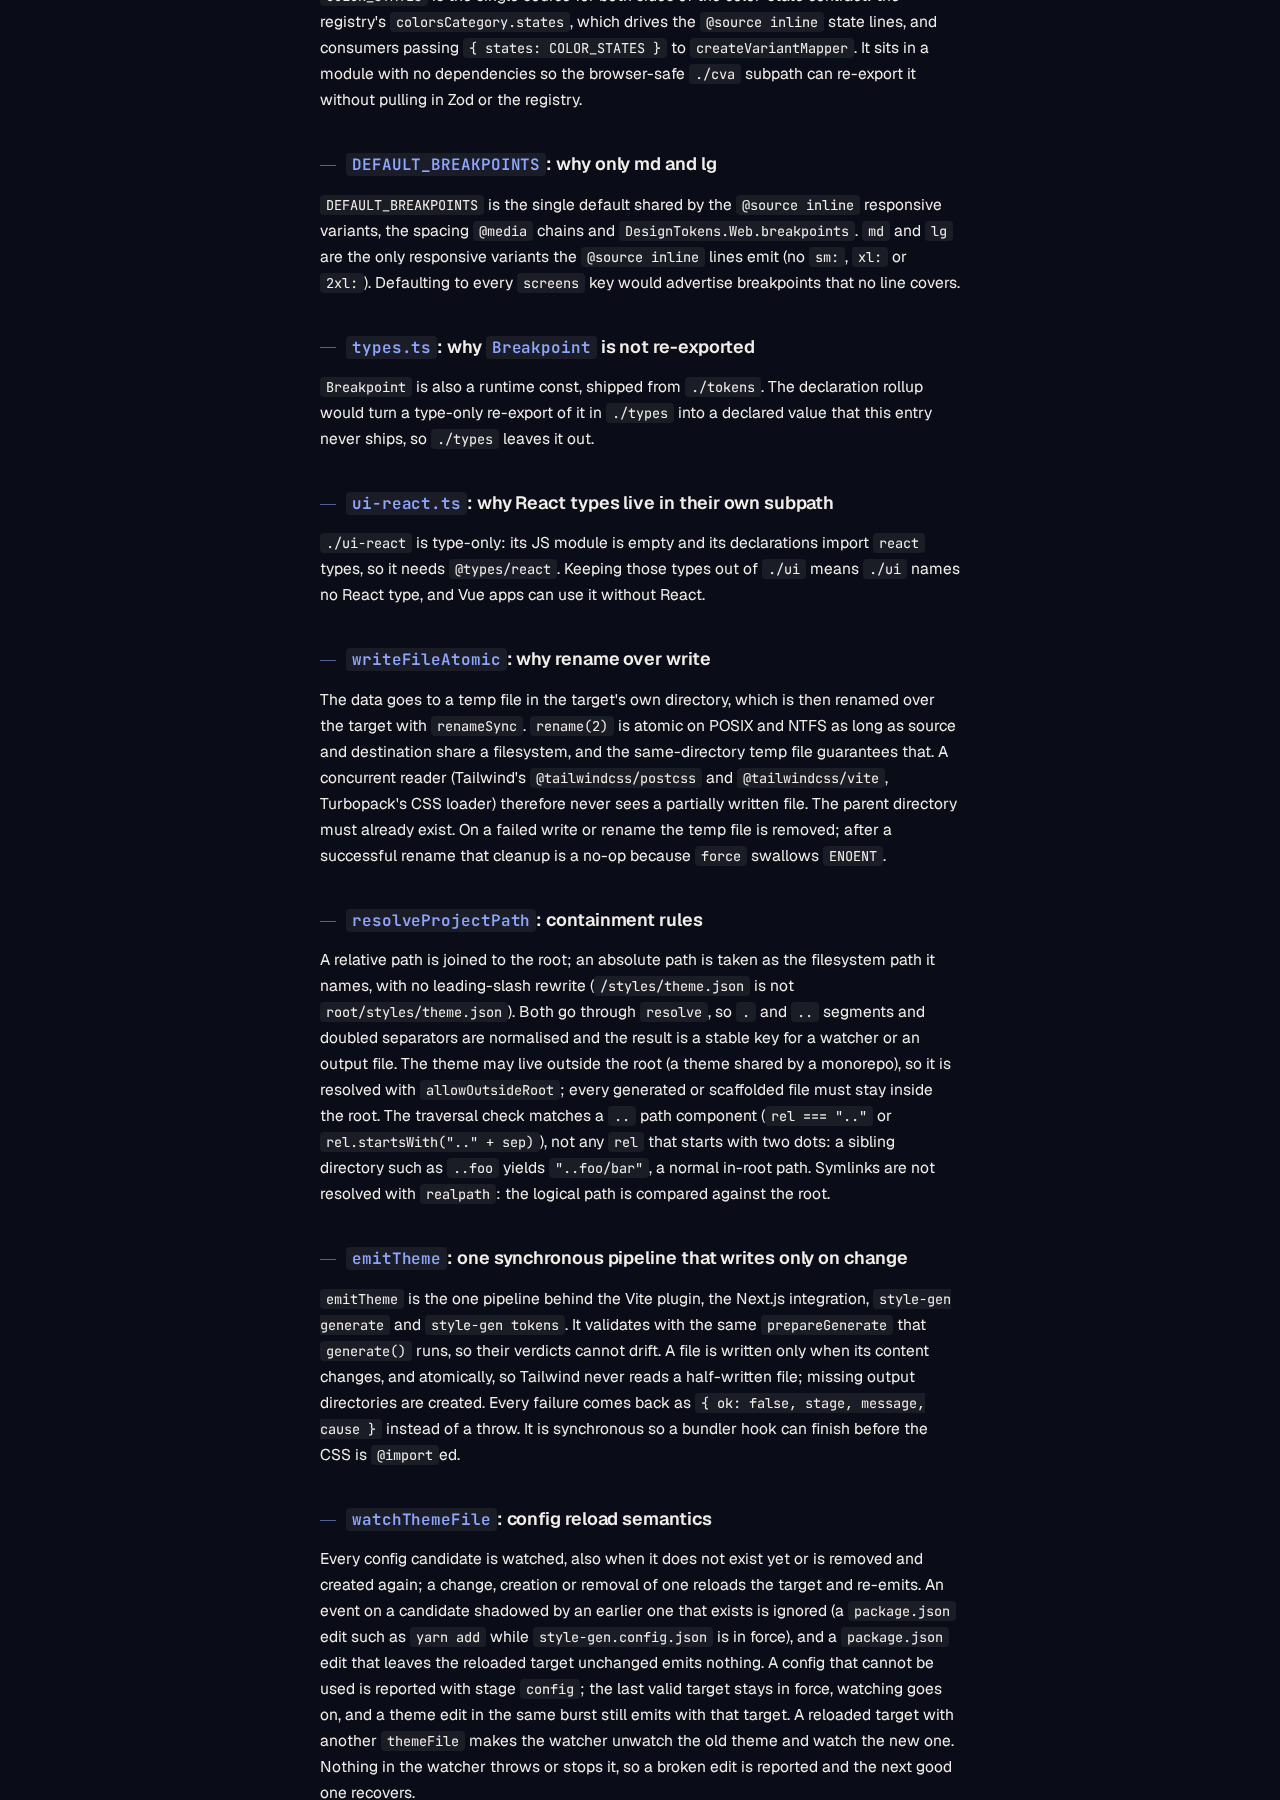 registry's colorsCategory.states, which drives the @source inline state lines, and
consumers passing { states: COLOR_STATES } to createVariantMapper. It sits in a
module with no dependencies so the browser-safe ./cva subpath can re-export it
without pulling in Zod or the registry.
— DEFAULT_BREAKPOINTS: why only md and lg
DEFAULT_BREAKPOINTS is the single default shared by the @source inline responsive
variants, the spacing @media chains and DesignTokens.Web.breakpoints. md and lg
are the only responsive variants the @source inline lines emit (no sm:, xl: or
2xl:). Defaulting to every screens key would advertise breakpoints that no line covers.
— types.ts: why Breakpoint is not re-exported
Breakpoint is also a runtime const, shipped from ./tokens. The declaration rollup
would turn a type-only re-export of it in ./types into a declared value that this entry
never ships, so ./types leaves it out.
— ui-react.ts: why React types live in their own subpath
./ui-react is type-only: its JS module is empty and its declarations import react
types, so it needs @types/react. Keeping those types out of ./ui means ./ui names
no React type, and Vue apps can use it without React.
— writeFileAtomic: why rename over write
The data goes to a temp file in the target's own directory, which is then renamed over
the target with renameSync. rename(2) is atomic on POSIX and NTFS as long as source
and destination share a filesystem, and the same-directory temp file guarantees that. A
concurrent reader (Tailwind's @tailwindcss/postcss and @tailwindcss/vite,
Turbopack's CSS loader) therefore never sees a partially written file. The parent directory
must already exist. On a failed write or rename the temp file is removed; after a
successful rename that cleanup is a no-op because force swallows ENOENT.
— resolveProjectPath: containment rules
A relative path is joined to the root; an absolute path is taken as the filesystem path it
names, with no leading-slash rewrite (/styles/theme.json is not
root/styles/theme.json). Both go through resolve, so . and .. segments and
doubled separators are normalised and the result is a stable key for a watcher or an
output file. The theme may live outside the root (a theme shared by a monorepo), so it is
resolved with allowOutsideRoot; every generated or scaffolded file must stay inside
the root. The traversal check matches a .. path component (rel === ".." or
rel.startsWith(".." + sep)), not any rel that starts with two dots: a sibling
directory such as ..foo yields "..foo/bar", a normal in-root path. Symlinks are not
resolved with realpath: the logical path is compared against the root.
— emitTheme: one synchronous pipeline that writes only on change
emitTheme is the one pipeline behind the Vite plugin, the Next.js integration, style-gen
generate and style-gen tokens. It validates with the same prepareGenerate that
generate() runs, so their verdicts cannot drift. A file is written only when its content
changes, and atomically, so Tailwind never reads a half-written file; missing output
directories are created. Every failure comes back as { ok: false, stage, message,
cause } instead of a throw. It is synchronous so a bundler hook can finish before the
CSS is @imported.
— watchThemeFile: config reload semantics
Every config candidate is watched, also when it does not exist yet or is removed and
created again; a change, creation or removal of one reloads the target and re-emits. An
event on a candidate shadowed by an earlier one that exists is ignored (a package.json
edit such as yarn add while style-gen.config.json is in force), and a package.json
edit that leaves the reloaded target unchanged emits nothing. A config that cannot be
used is reported with stage config; the last valid target stays in force, watching goes
on, and a theme edit in the same burst still emits with that target. A reloaded target with
another themeFile makes the watcher unwatch the old theme and watch the new one.
Nothing in the watcher throws or stops it, so a broken edit is reported and the next good
one recovers.